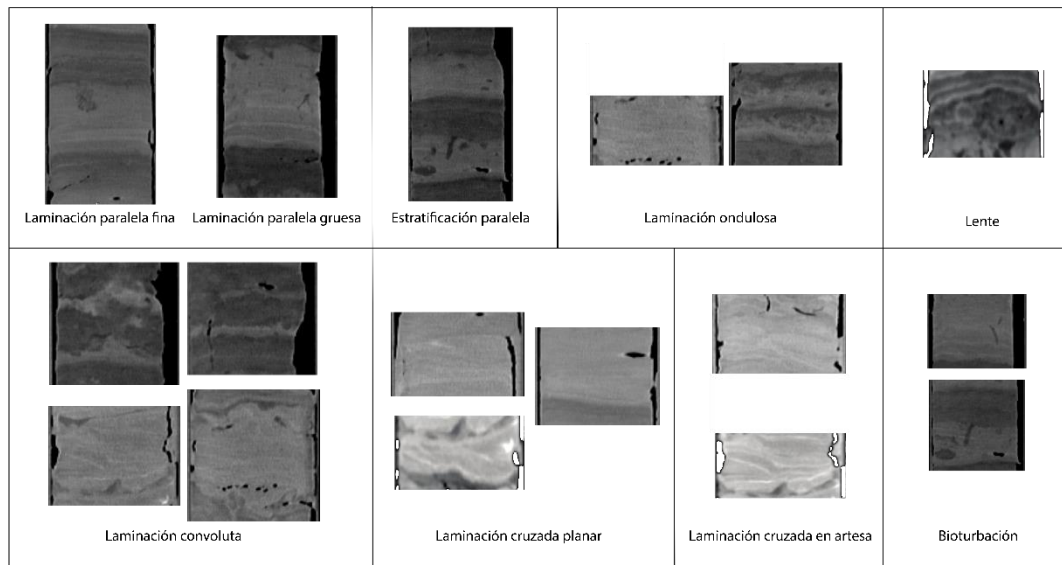 Laminación paralela fina
Laminación paralela gruesa
Estratificación paralela
Laminación ondulosa
Lente
Laminación convoluta
Laminación cruzada planar
Laminación cruzada en artesa
Bioturbación